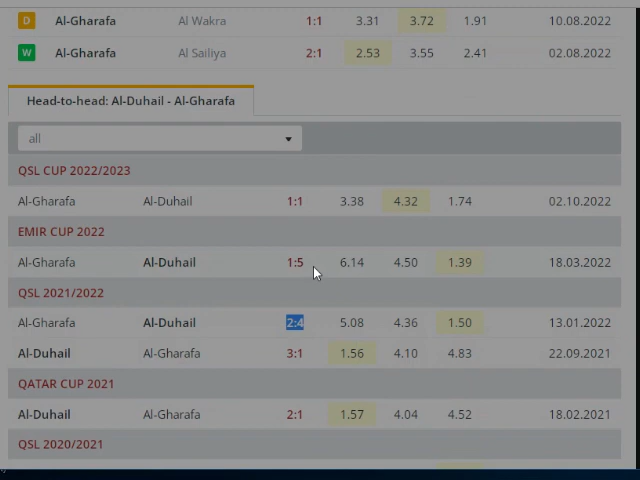 D Al-Gharafa Al Wakra 1:1 3.31 3.72 1.91 10.08.2022
W Al-Gharafa Al Sailiya 2:1 2.53 3.55 2.41 02.08.2022
Head-to-head: Al-Duhail - Al-Gharafa
all
QSL CUP 2022/2023
Al-Gharafa Al-Duhail 1:1 3.38 4.32 1.74 02.10.2022
EMIR CUP 2022
Al-Gharafa Al-Duhail 1:5 6.14 4.50 1.39 18.03.2022
QSL 2021/2022
Al-Gharafa Al-Duhail 2:4 5.08 4.36 1.50 13.01.2022
Al-Duhail Al-Gharafa 3:1 1.56 4.10 4.83 22.09.2021
QATAR CUP 2021
Al-Duhail Al-Gharafa 2:1 1.57 4.04 4.52 18.02.2021
QSL 2020/2021